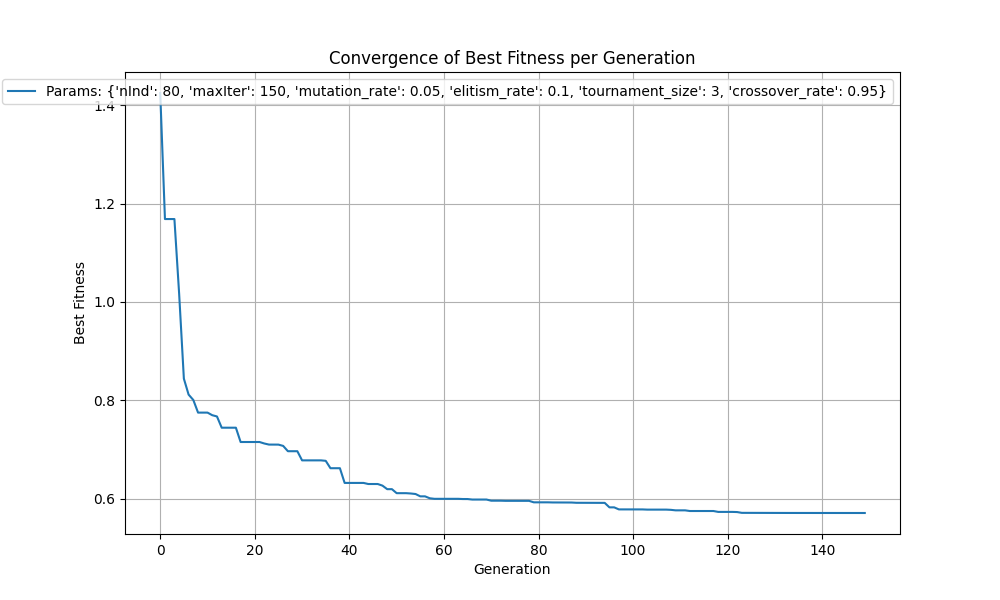 Convergence of Best Fitness per Generation
Params: {'nInd': 80, 'maxIter': 150, 'mutation_rate': 0.05, 'elitism_rate': 0.1, 'tournament_size': 3, 'crossover_rate': 0.95}
1.4
1.2
1.0
0.8
0.6
Best Fitness
0 20 40 60 80 100 120 140
Generation